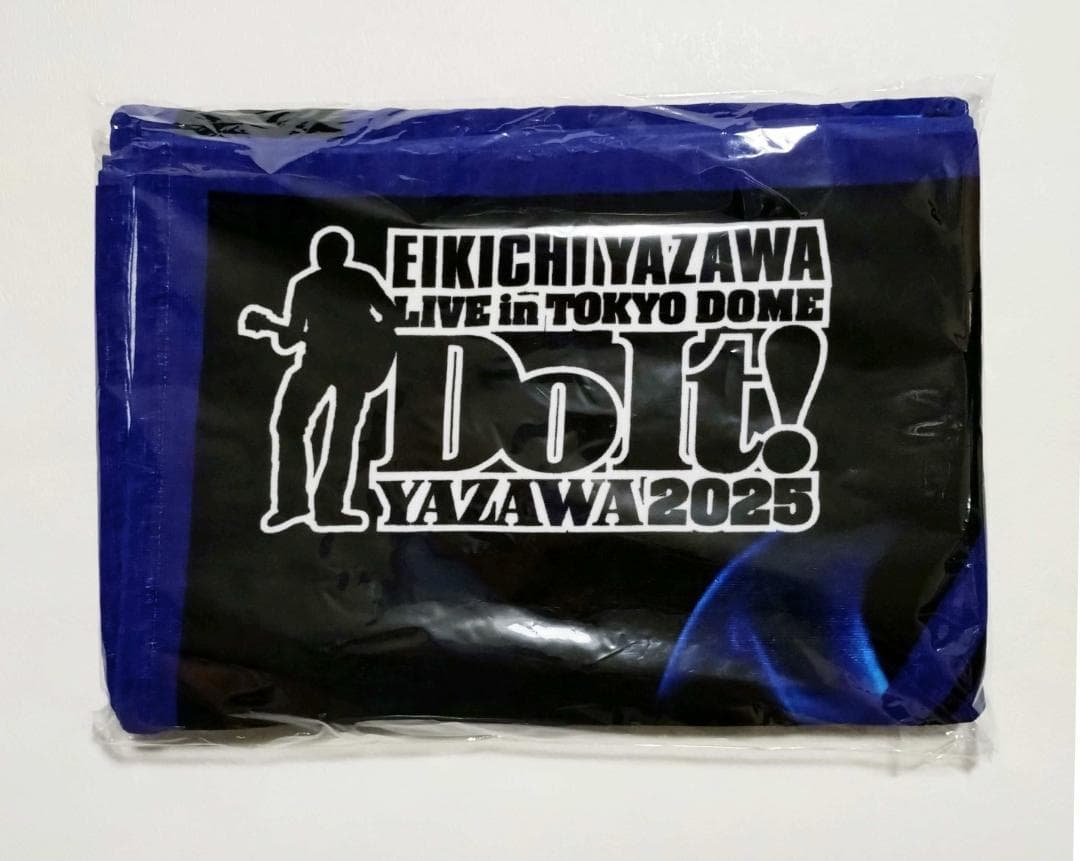 EIKICHI YAZAWA
LIVE in TOKYO DOME
Do It!
YAZAWA 2025